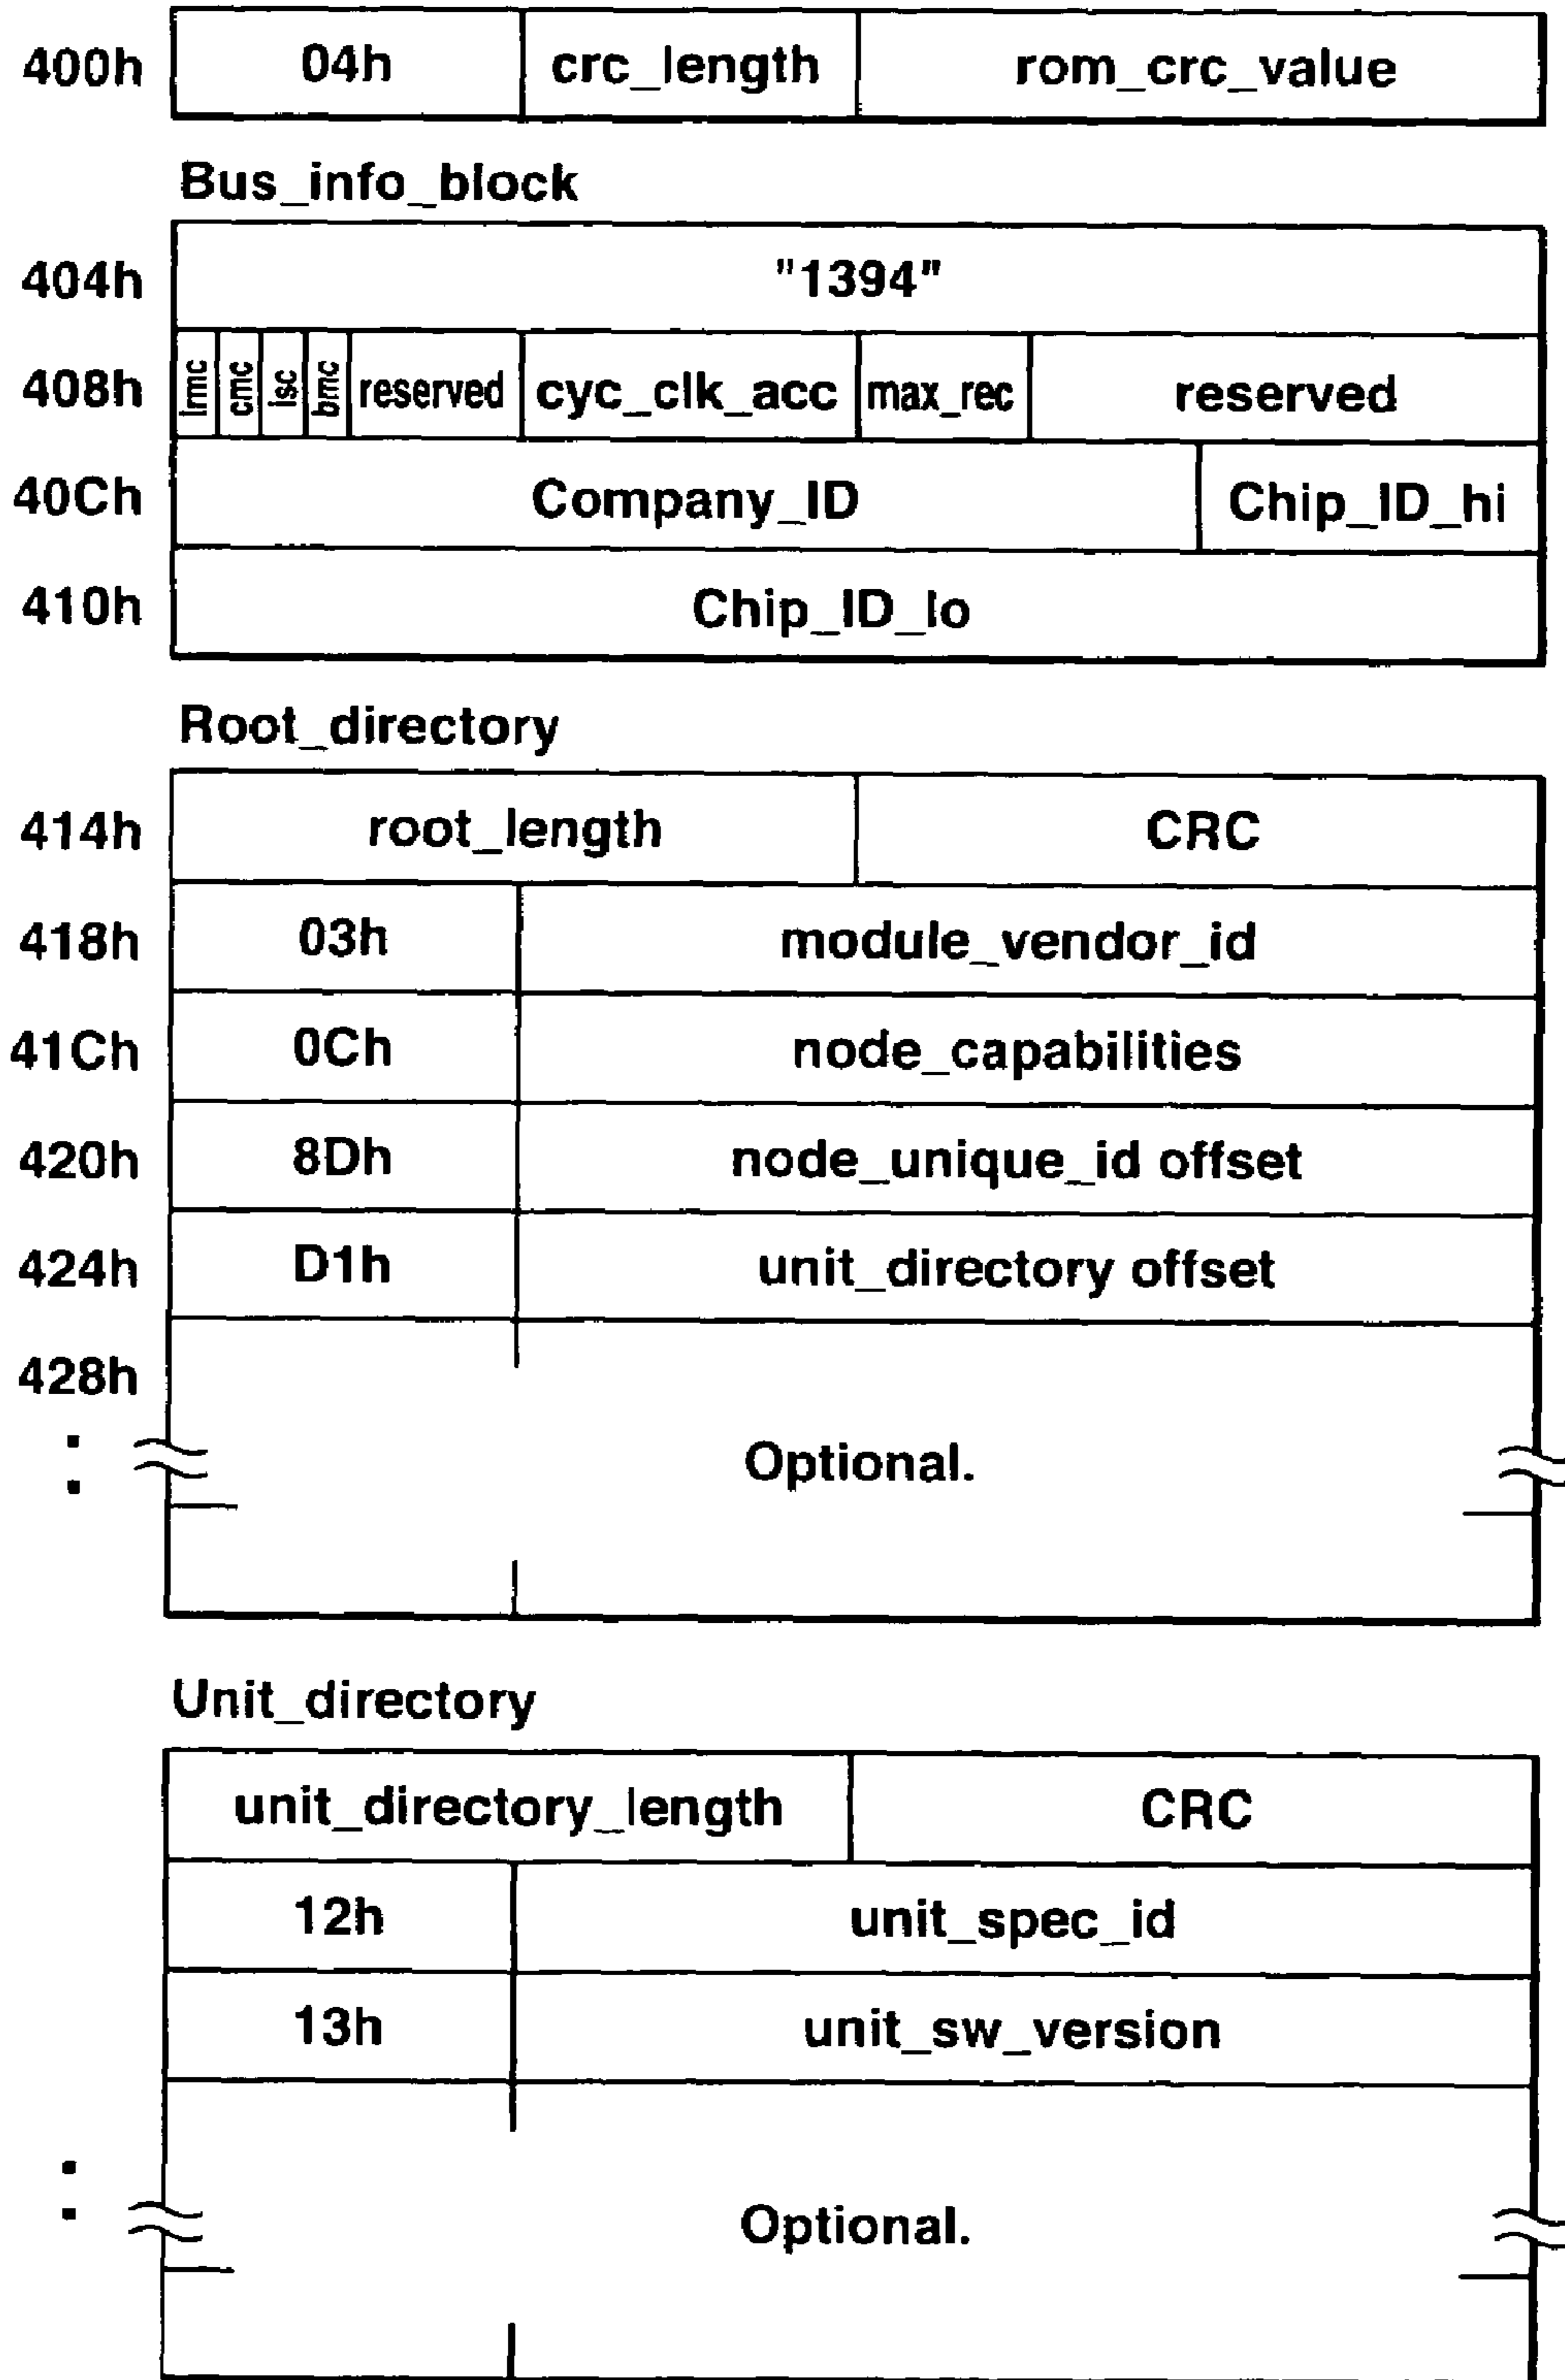 400h 04h crc_length rom_crc_value
Bus_info_block
404h "1394"
408h irmc cmc isc bmc reserved cyc_clk_acc max_rec reserved
40Ch Company_ID Chip_ID_hi
410h Chip_ID_lo
Root_directory
414h root_length CRC
418h 03h module_vendor_id
41Ch 0Ch node_capabilities
420h 8Dh node_unique_id offset
424h D1h unit_directory offset
428h
Optional.
Unit_directory
unit_directory_length CRC
12h unit_spec_id
13h unit_sw_version
Optional.